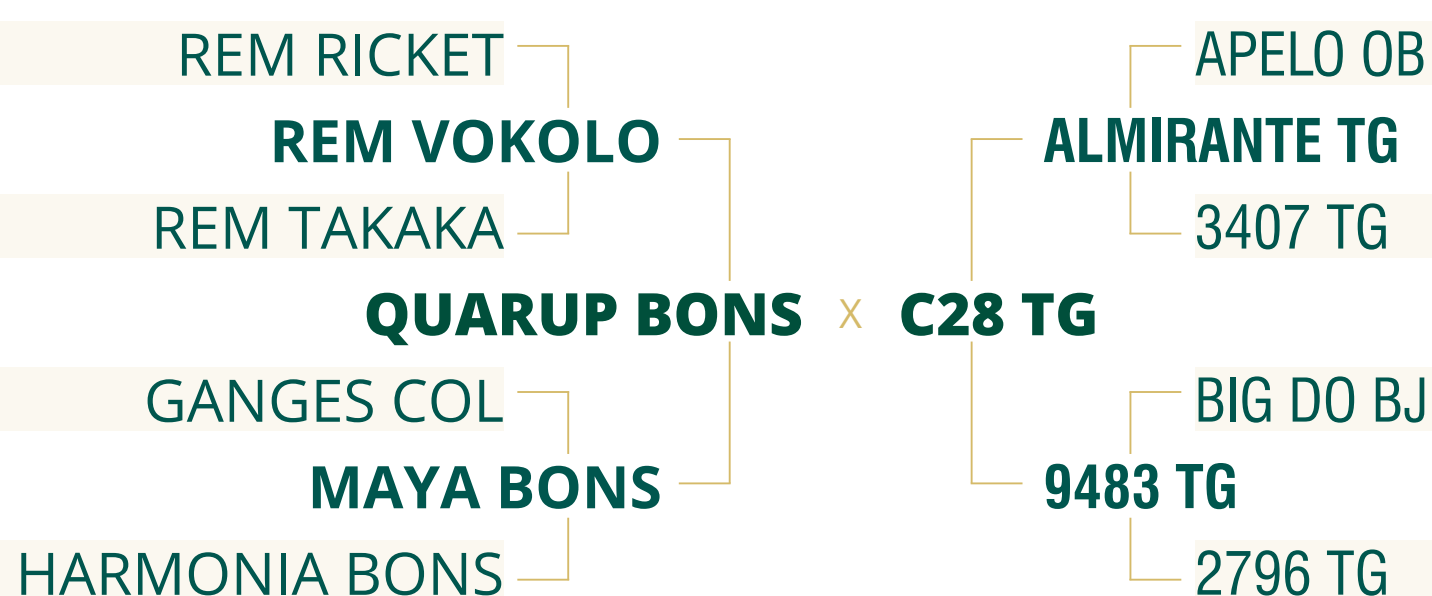 REM RICKET
APELO OB
REM VOKOLO
ALMIRANTE TG
REM TAKAKA
3407 TG
QUARUP BONS X C28 TG
GANGES COL
BIG DO BJ
MAYA BONS
9483 TG
HARMONIA BONS
2796 TG